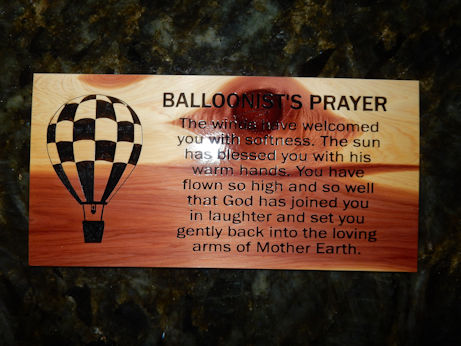 BALLOONIST'S PRAYER
The winds have welcomed
you with softness. The sun
has blessed you with his
warm hands. You have
flown so high and so well
that God has joined you
in laughter and set you
gently back into the loving
arms of Mother Earth.